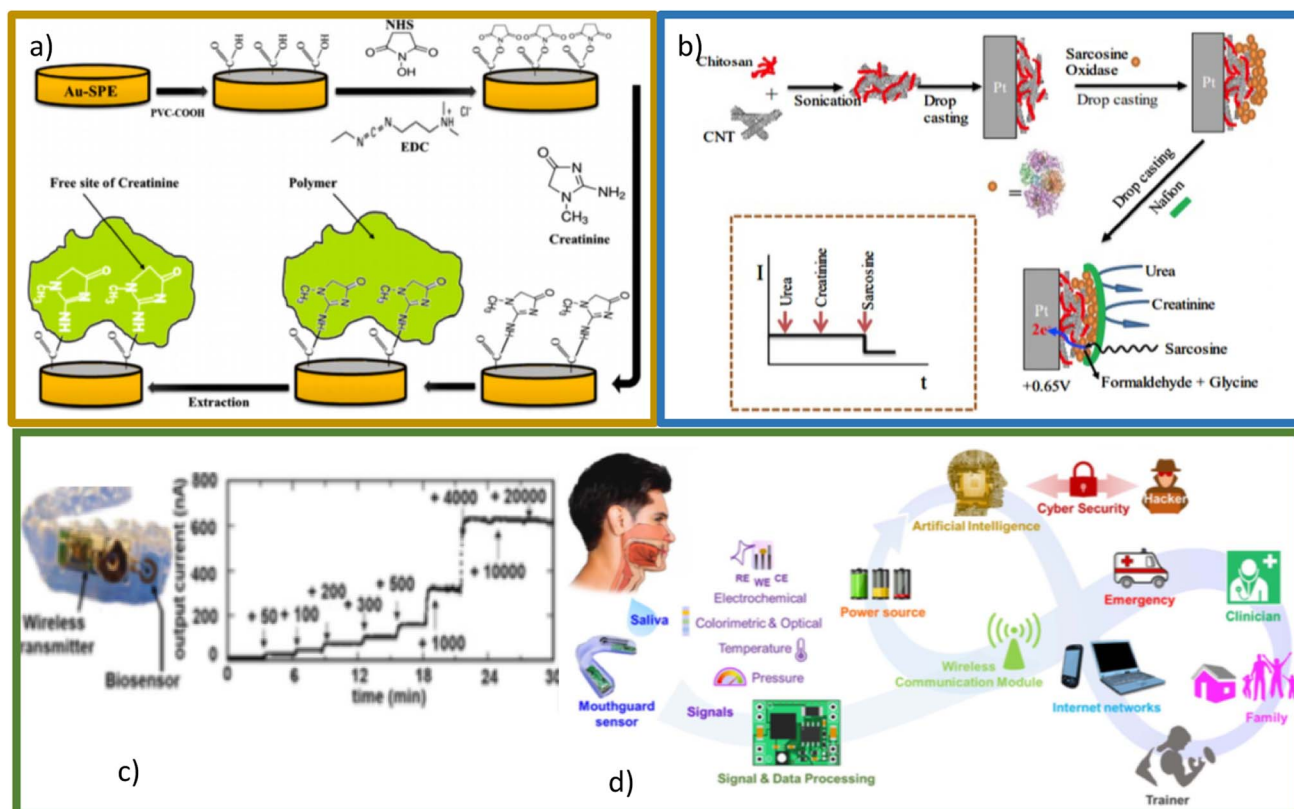 a)
NHS
Au-SPE
PVC-COOH
EDC
Free site of Creatinine
Polymer
Creatinine
Extraction
b)
Chitosan
+
CNT
Sonication
Drop
casting
Pt
Sarcosine
Oxidase
Drop casting
Pt
=
Drop casting
Nafion
I
Urea
Creatinine
Sarcosine
t
Pt
2e
+0.65V
Urea
Creatinine
Sarcosine
Formaldehyde + Glycine
c)
Wireless
ransmitter
Biosensor
output current (nA)
800
600
400
200
0
+ 50
+ 100
+ 200
+ 300
+ 500
+ 1000
+ 4000
+ 10000
+ 20000
0 6 12 18 24 30
time (min)
d)
Saliva
Mouthguard
sensor
RE WE CE
Electrochemical
Colorimetric & Optical
Temperature
Pressure
Signals
Signal & Data Processing
Power source
Artificial Intelligence
Cyber Security
Hacker
Wireless
Communication Module
Emergency
Clinician
Internet networks
Family
Trainer